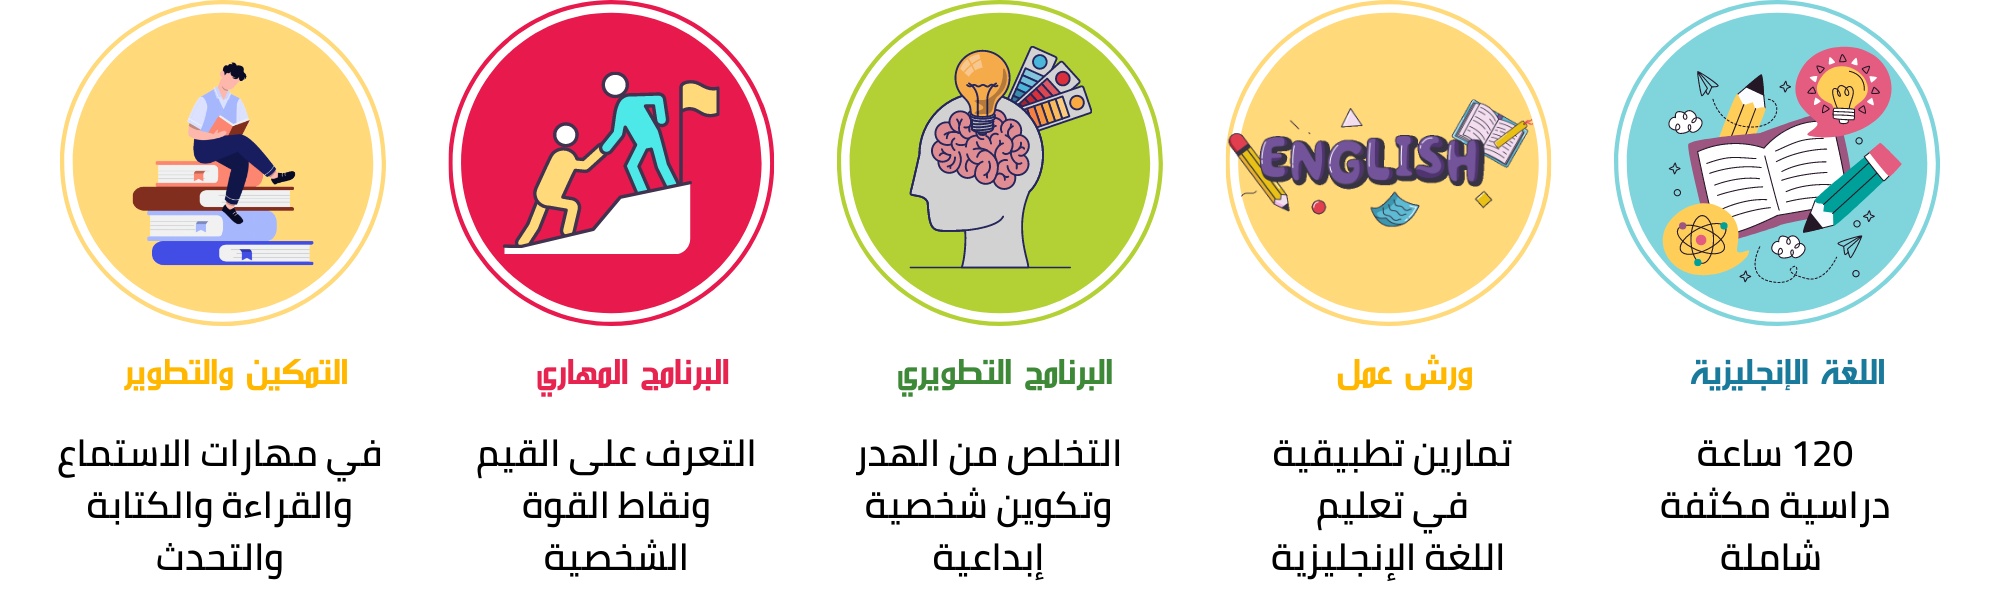 ENGLISH
اللغة الإنجليزية
120 ساعة
دراسية مكثفة
شاملة
ورش عمل
تمارين تطبيقية
في تعليم
اللغة الإنجليزية
البرنامج التطويري
التخلص من الهدر
وتكوين شخصية
إبداعية
البرنامج المهاري
التعرف على القيم
ونقاط القوة
الشخصية
التمكين والتطوير
في مهارات الاستماع
والقراءة والكتابة
والتحدث